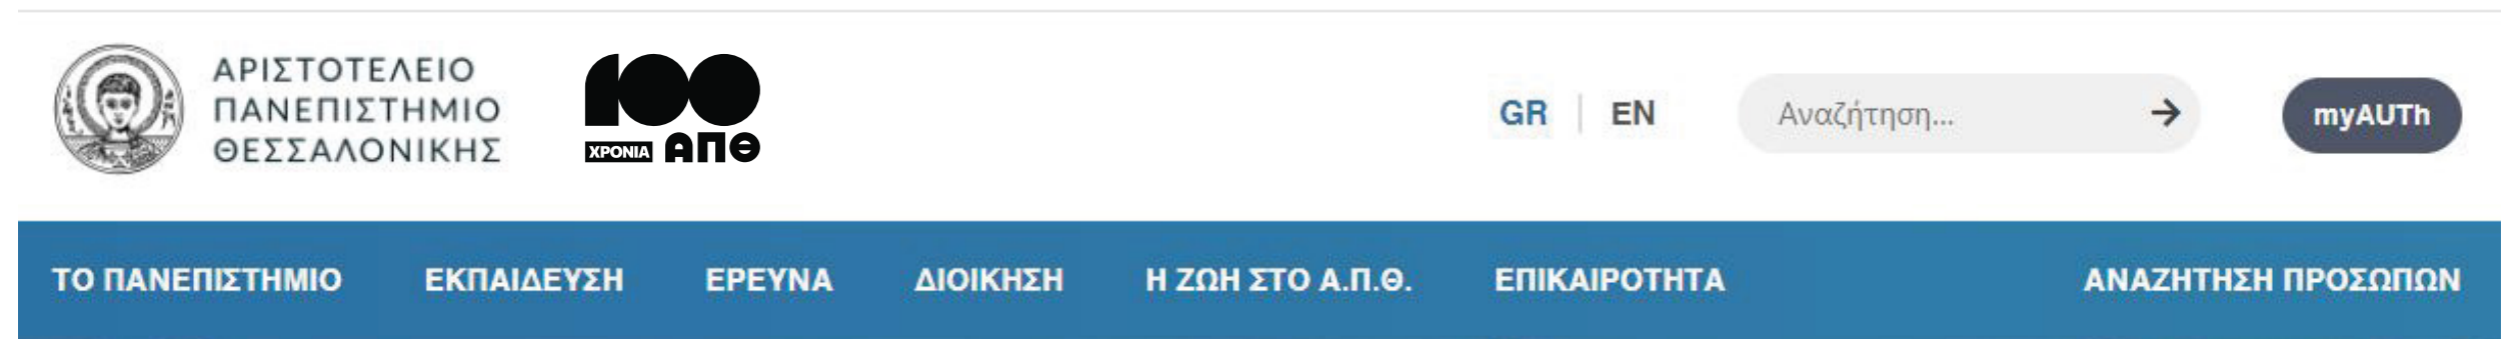 ΑΡΙΣΤΟΤΕΛΕΙΟ
ΠΑΝΕΠΙΣΤΗΜΙΟ
ΘΕΣΣΑΛΟΝΙΚΗΣ
100
ΧΡΟΝΙΑ ΑΠΘ
GR | EN
Αναζήτηση...
myAUTh
ΤΟ ΠΑΝΕΠΙΣΤΗΜΙΟ ΕΚΠΑΙΔΕΥΣΗ ΕΡΕΥΝΑ ΔΙΟΙΚΗΣΗ Η ΖΩΗ ΣΤΟ Α.Π.Θ. ΕΠΙΚΑΙΡΟΤΗΤΑ ΑΝΑΖΗΤΗΣΗ ΠΡΟΣΩΠΩΝ